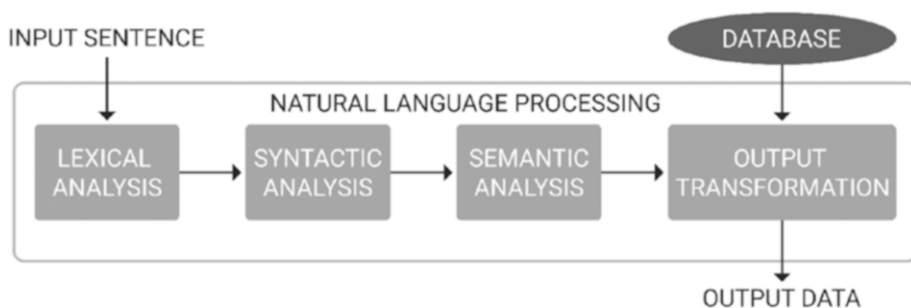 INPUT SENTENCE
DATABASE
NATURAL LANGUAGE PROCESSING
LEXICAL
ANALYSIS
SYNTACTIC
ANALYSIS
SEMANTIC
ANALYSIS
OUTPUT
TRANSFORMATION
OUTPUT DATA